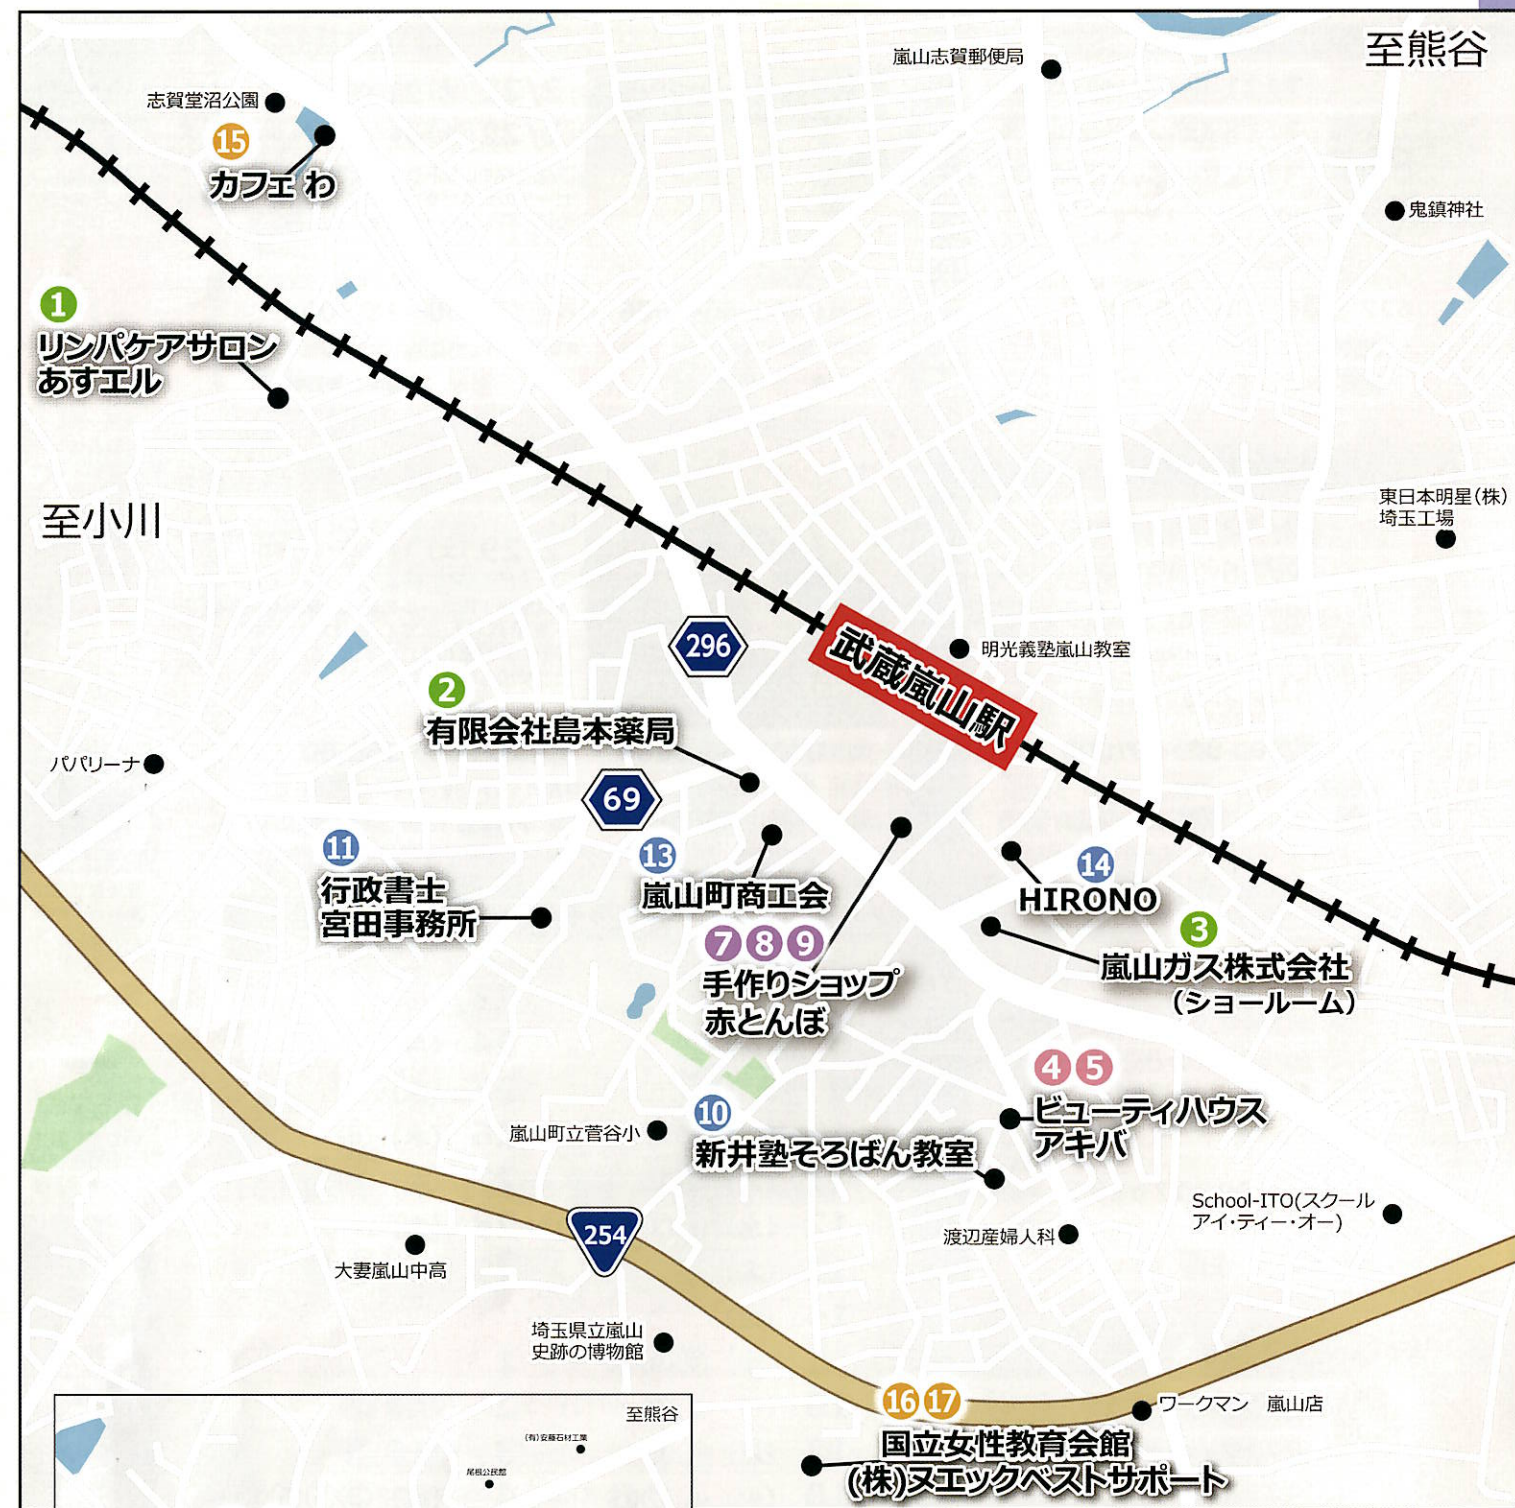 至熊谷
嵐山志賀郵便局
志賀堂沼公園
15
カフェ わ
鬼鎮神社
1
リンパケアサロン
あすエル
至小川
東日本明星(株)
埼玉工場
296
武蔵嵐山駅
明光義塾嵐山教室
2
有限会社島本薬局
パパリーナ
69
11
行政書士
宮田事務所
13
嵐山町商工会
14
HIRONO
7 8 9
手作りショップ
赤とんぼ
3
嵐山ガス株式会社
(ショールーム)
4 5
ビューティハウス
アキバ
10
新井塾そろばん教室
嵐山町立菅谷小
School-ITO(スクール
アイ・ティー・オー)
渡辺産婦人科
254
大妻嵐山中高
埼玉県立嵐山
史跡の博物館
16 17
国立女性教育会館
(株)ヌエックベストサポート
ワークマン 嵐山店
至熊谷
(有)安藤石材工業
尾根公民館